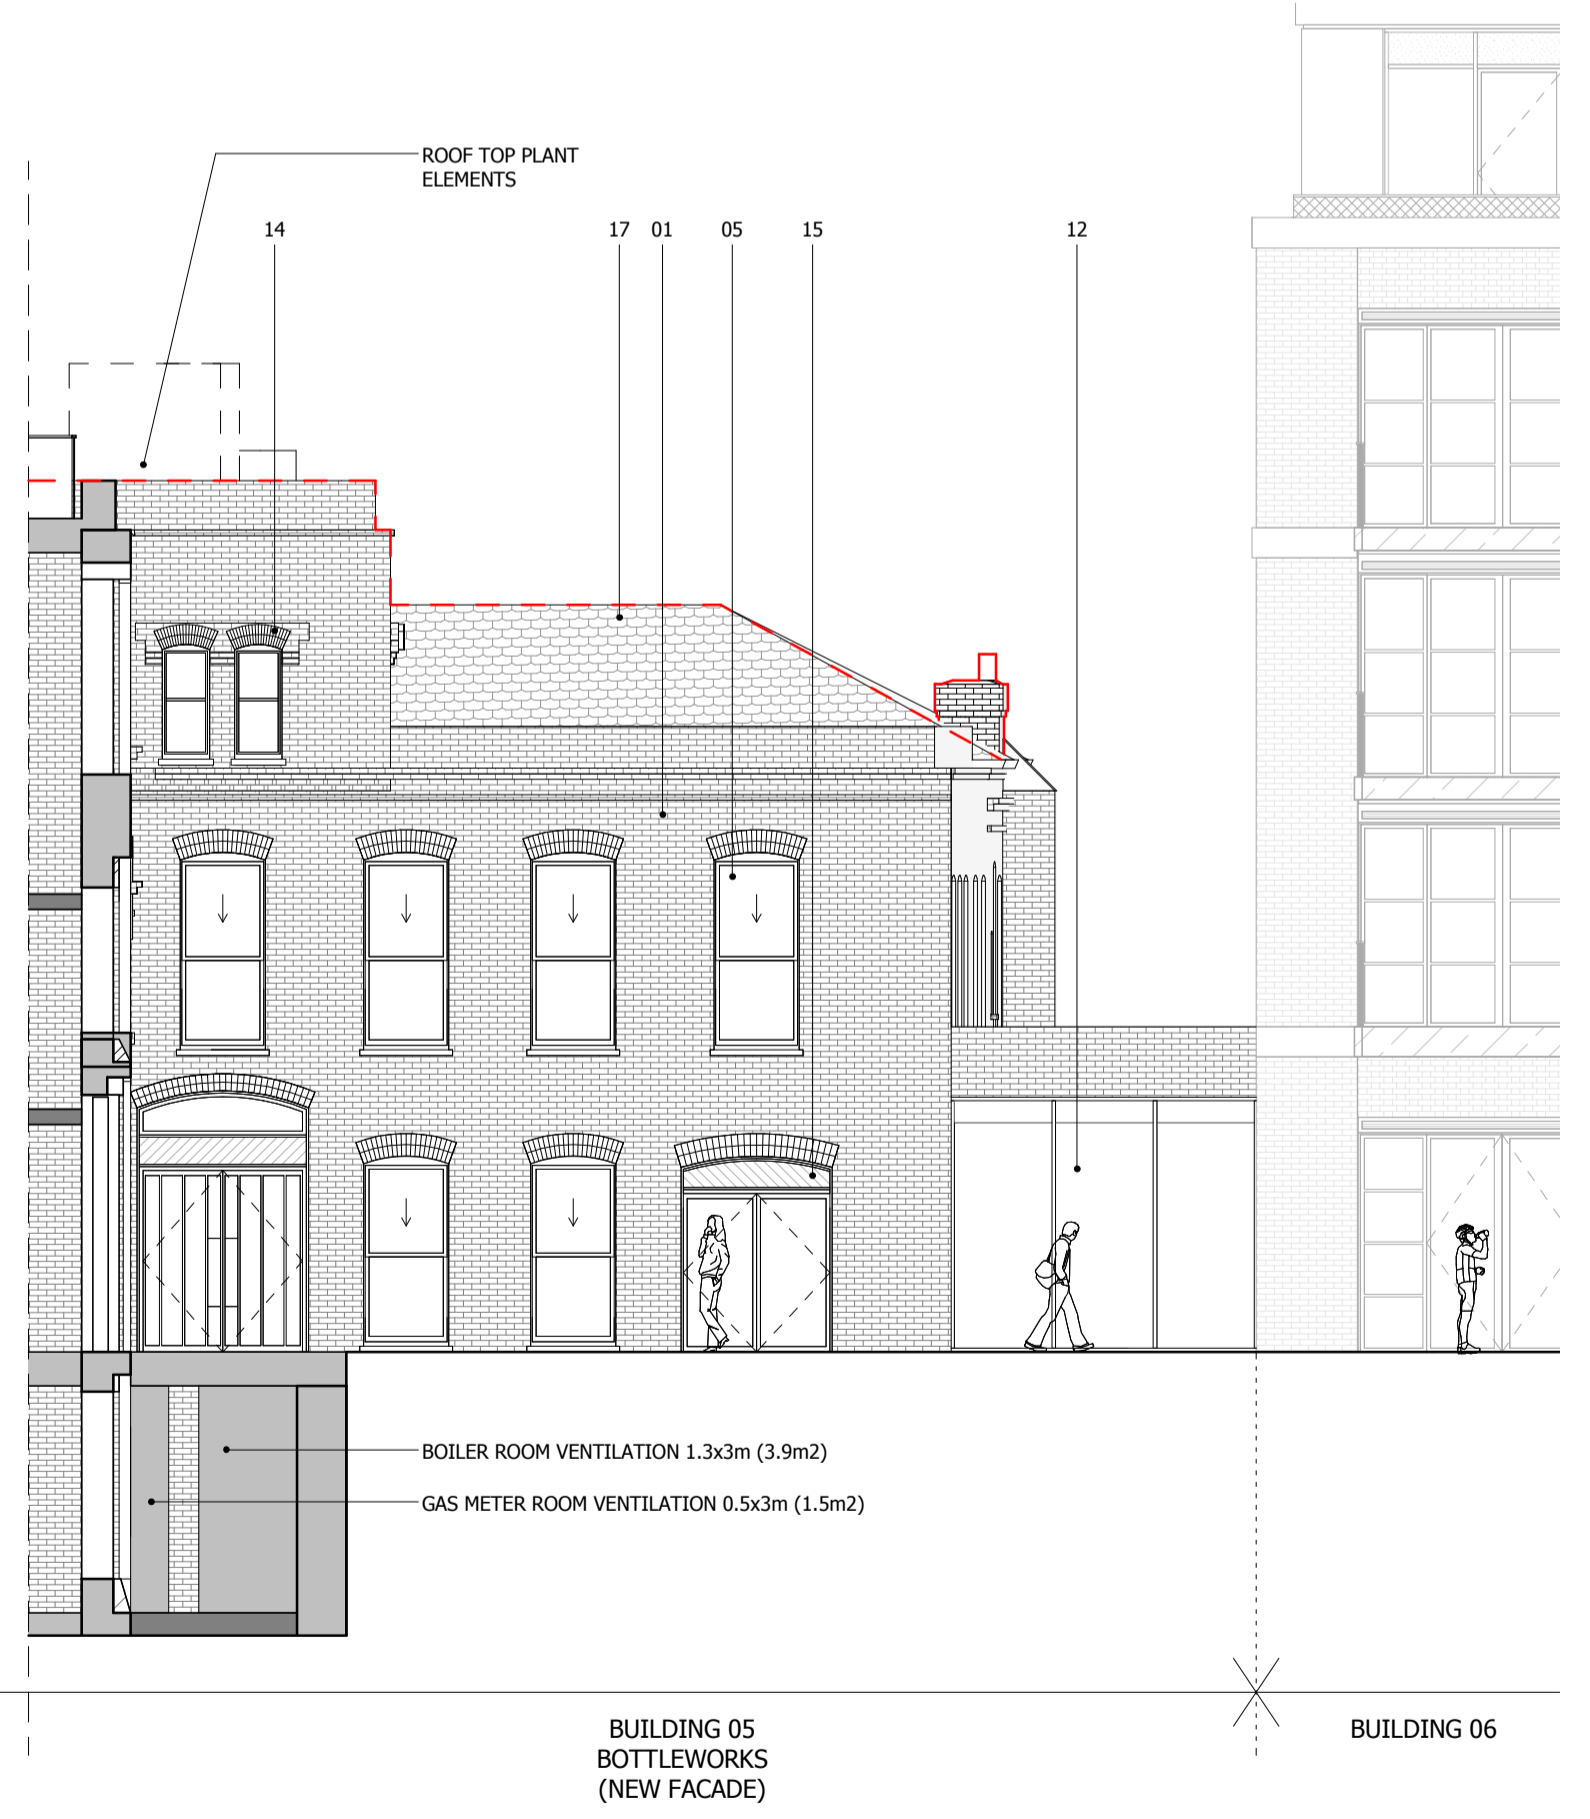 ROOF TOP PLANT
ELEMENTS
14 17 01 05 15 12
BOILER ROOM VENTILATION 1.3x3m (3.9m2)
GAS METER ROOM VENTILATION 0.5x3m (1.5m2)
BUILDING 05
BOTTLEWORKS
(NEW FACADE)
BUILDING 06